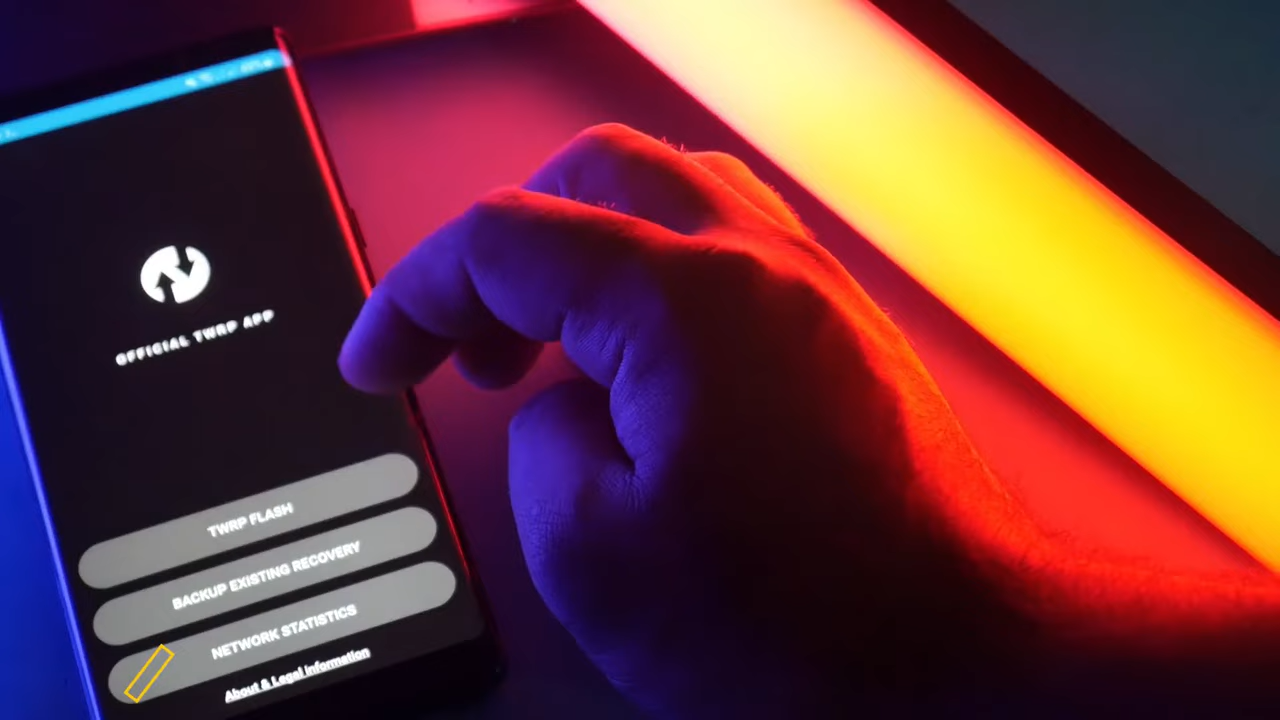 OFFICIAL TWRP APP
TWRP FLASH
BACKUP EXISTING RECOVERY
NETWORK STATISTICS
About & Legal Information